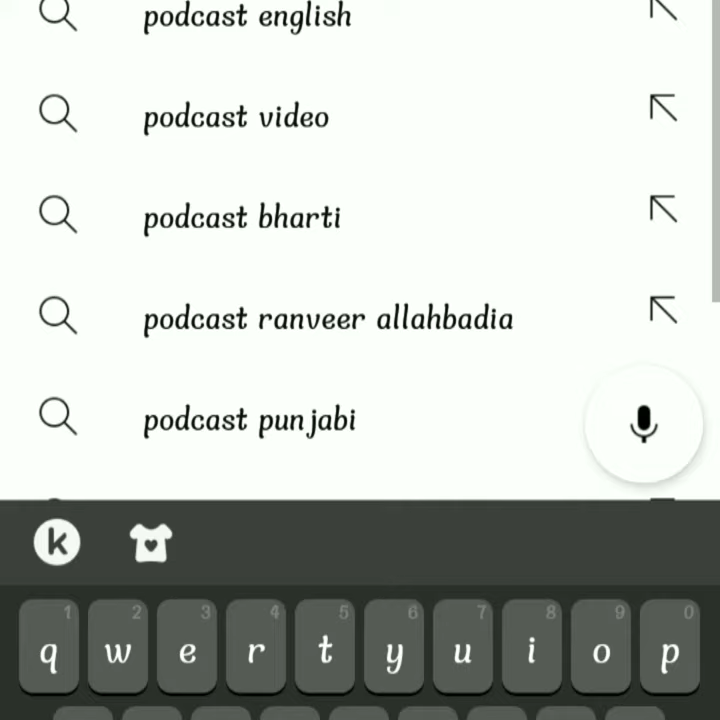 podcast english
podcast video
podcast bharti
podcast ranveer allahbadia
podcast punjabi
k
1 2 3 4 5 6 7 8 9 0
q w e r t y u i o p